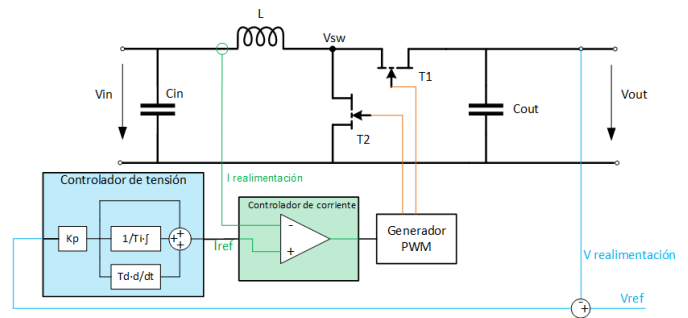 L
Vsw
T1
Vin
Cin
Cout
Vout
T2
Controlador de tensión
I realimentación
Controlador de corriente
Kp
1/Ti·∫
+
+
+
Iref
-
+
Generador
PWM
Td·d/dt
V realimentación
-
+
Vref